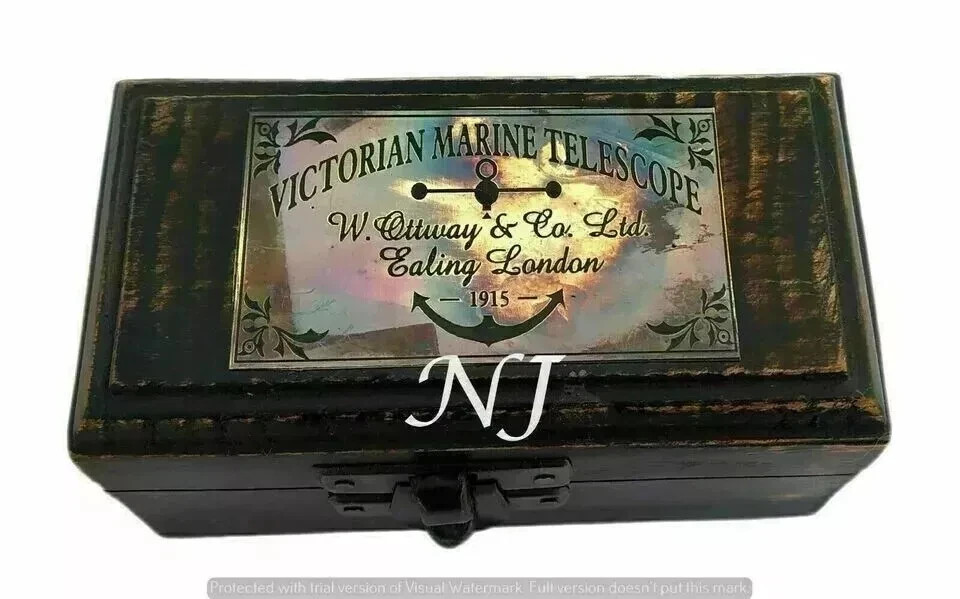 VICTORIAN MARINE TELESCOPE
W. Ottway & Co. Ltd.
Ealing London
— 1915 —
NJ
Protected with trial version of Visual Watermark. Full version doesn't put this mark.